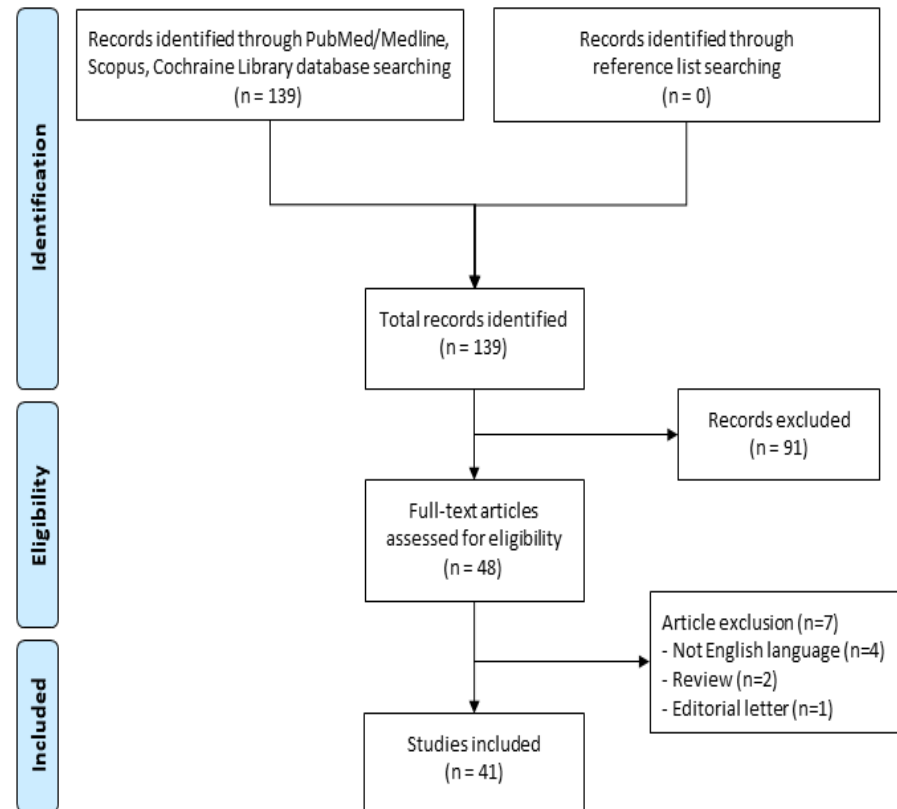 Identification
Records identified through PubMed/Medline,
Scopus, Cochraine Library database searching
(n = 139)
Records identified through
reference list searching
(n = 0)
Total records identified
(n = 139)
Records excluded
(n = 91)
Eligibility
Full-text articles
assessed for eligibility
(n = 48)
Article exclusion (n=7)
- Not English language (n=4)
- Review (n=2)
- Editorial letter (n=1)
Included
Studies included
(n = 41)